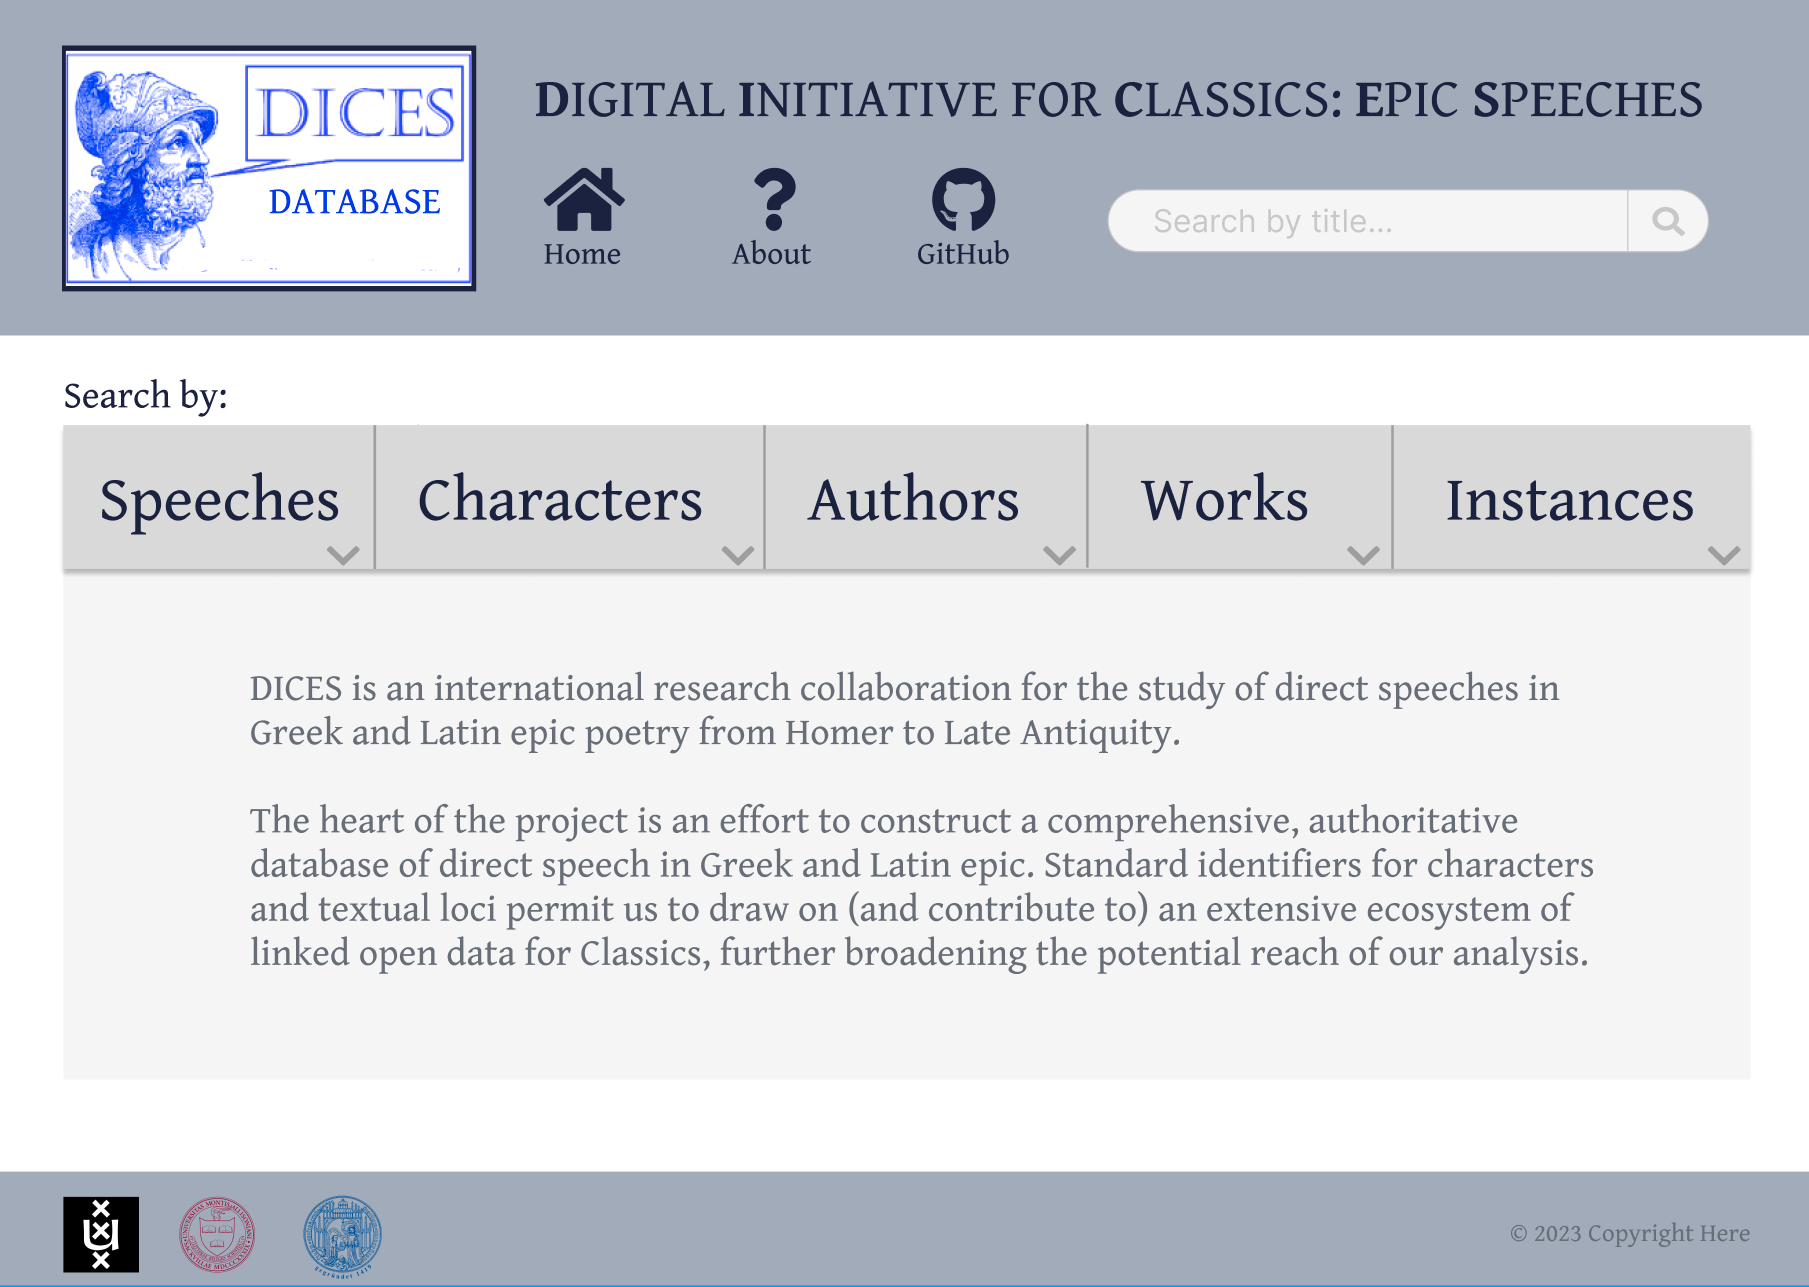 DICES
DATABASE
DIGITAL INITIATIVE FOR CLASSICS: EPIC SPEECHES
Home
About
GitHub
Search by title...
Search by:
Speeches
Characters
Authors
Works
Instances
DICES is an international research collaboration for the study of direct speeches in
Greek and Latin epic poetry from Homer to Late Antiquity.
The heart of the project is an effort to construct a comprehensive, authoritative
database of direct speech in Greek and Latin epic. Standard identifiers for characters
and textual loci permit us to draw on (and contribute to) an extensive ecosystem of
linked open data for Classics, further broadening the potential reach of our analysis.
gegründet 1419
© 2023 Copyright Here